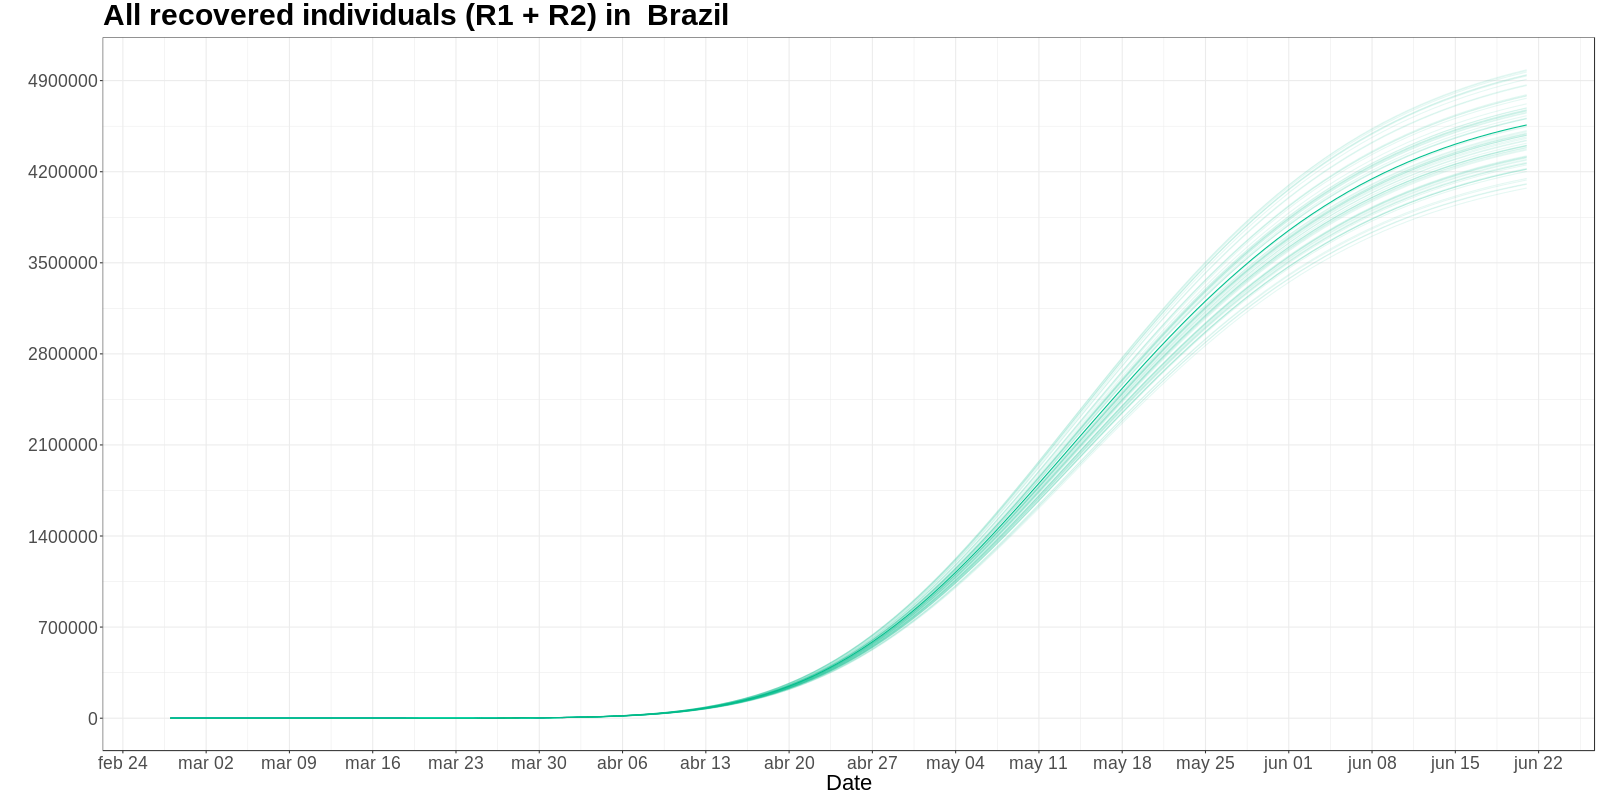 All recovered individuals (R1 + R2) in  Brazil
4900000
4200000
3500000
2800000
2100000
1400000
700000
0
feb 24 mar 02 mar 09 mar 16 mar 23 mar 30 abr 06 abr 13 abr 20 abr 27 may 04 may 11 may 18 may 25 jun 01 jun 08 jun 15 jun 22
Date